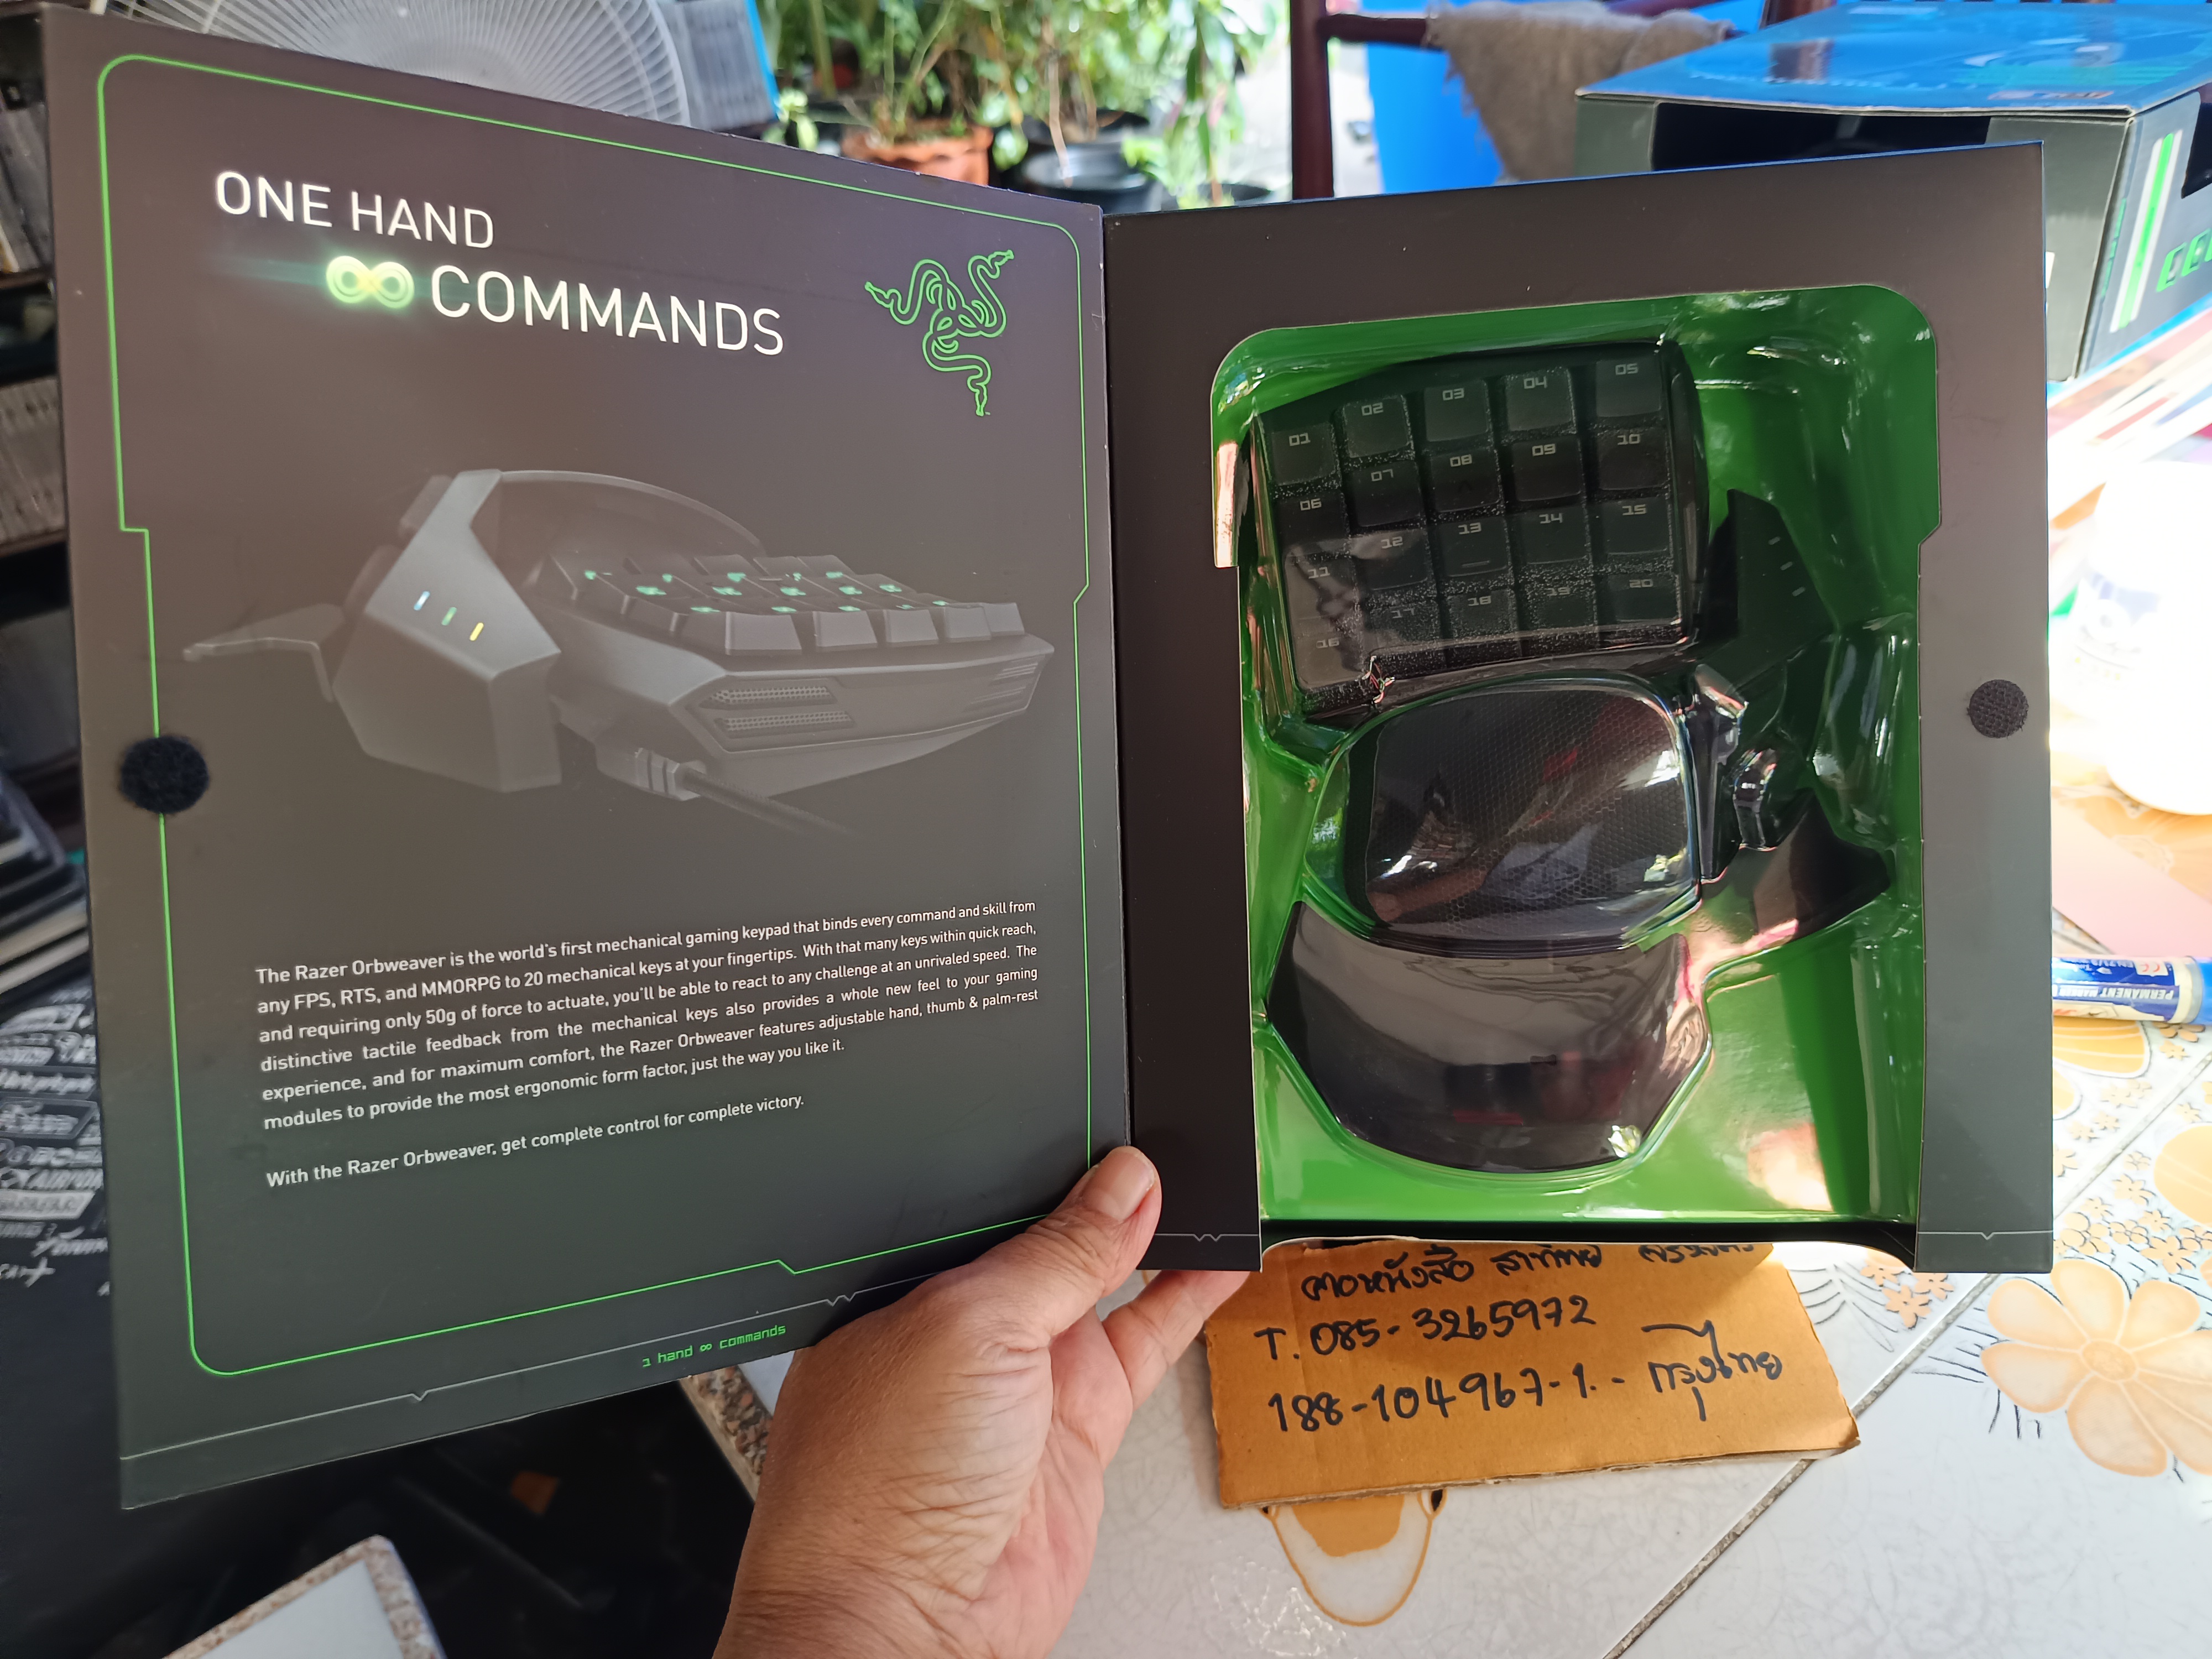 ONE HAND
∞ COMMANDS
The Razer Orbweaver is the world's first mechanical gaming keypad that binds every command and skill from
any FPS, RTS, and MMORPG to 20 mechanical keys at your fingertips. With that many keys within quick reach,
and requiring only 50g of force to actuate, you'll be able to react to any challenge at an unrivaled speed. The
distinctive tactile feedback from the mechanical keys also provides a whole new feel to your gaming
experience, and for maximum comfort, the Razer Orbweaver features adjustable hand, thumb & palm-rest
modules to provide the most ergonomic form factor, just the way you like it.
With the Razer Orbweaver, get complete control for complete victory.
1 hand ∞ commands
01 02 03 04 05
06 07 08 09 10
11 12 13 14 15
16 17 18 19 20
T. 085-3265972
188-104967-1.- กรุงไทย
PERMANENT MARKER